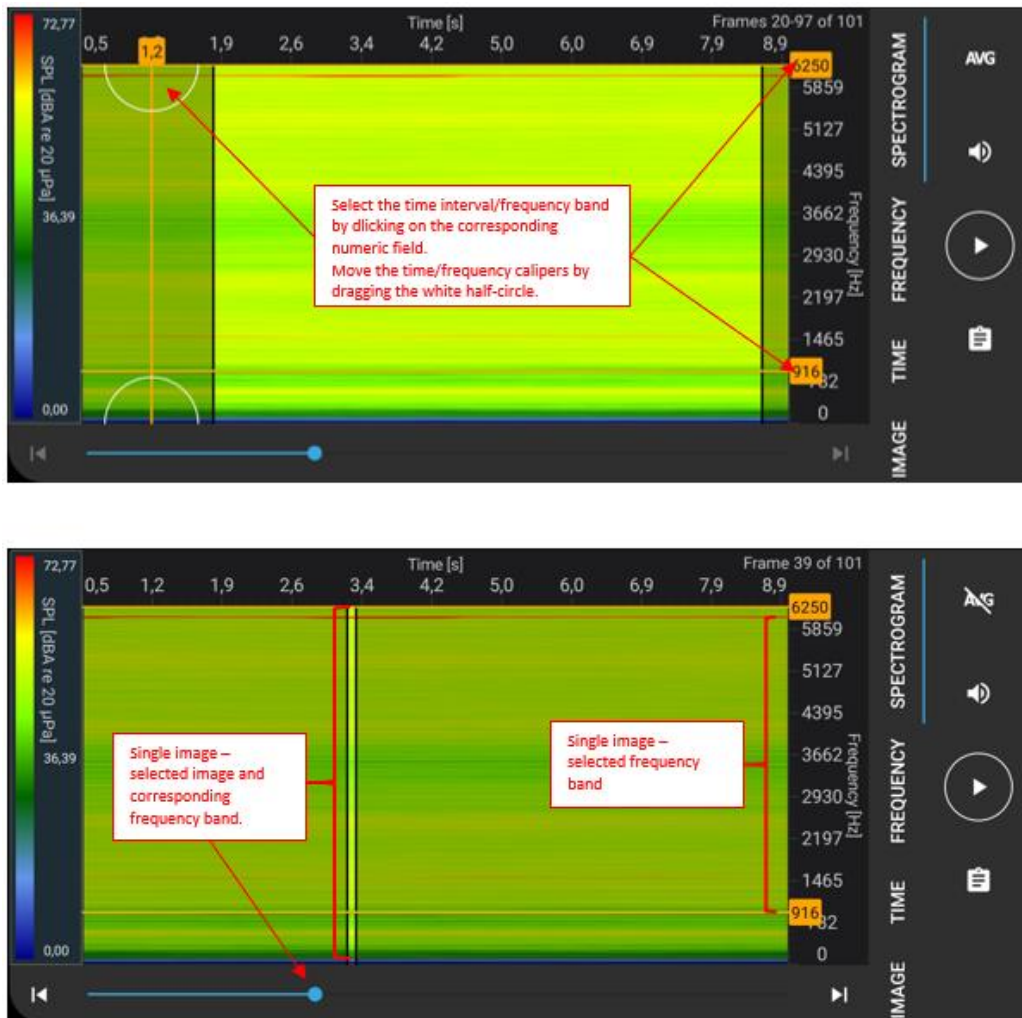 72,77
36,39
0,00
SPL [dBA re 20 µPa]
Time [s]
Frames 20-97 of 101
0,5 1,2 1,9 2,6 3,4 4,2 5,0 6,0 6,9 7,9 8,9
6250
5859
5127
4395
3662
2930
2197
1465
916
0
Frequency [Hz]
Select the time interval/frequency band
by dlicking on the corresponding
numeric field.
Move the time/frequency calipers by
dragging the white half-circle.
SPECTROGRAM
FREQUENCY
TIME
IMAGE
AVG
72,77
36,39
0,00
SPL [dBA re 20 µPa]
Time [s]
Frame 39 of 101
0,5 1,2 1,9 2,6 3,4 4,2 5,0 6,0 6,9 7,9 8,9
6250
5859
5127
4395
3662
2930
2197
1465
916
0
Frequency [Hz]
Single image –
selected image and
corresponding
frequency band.
Single image –
selected frequency
band
SPECTROGRAM
FREQUENCY
TIME
IMAGE
AVG